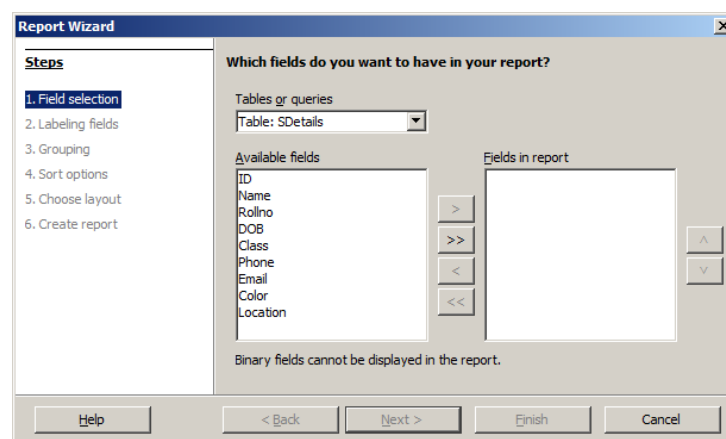 Report Wizard
Steps
1. Field selection
2. Labeling fields
3. Grouping
4. Sort options
5. Choose layout
6. Create report
Which fields do you want to have in your report?
Tables or queries
Table: SDetails
Available fields
ID
Name
Rollno
DOB
Class
Phone
Email
Color
Location
>
>>
<
<<
Fields in report
Binary fields cannot be displayed in the report.
Help
< Back
Next >
Finish
Cancel